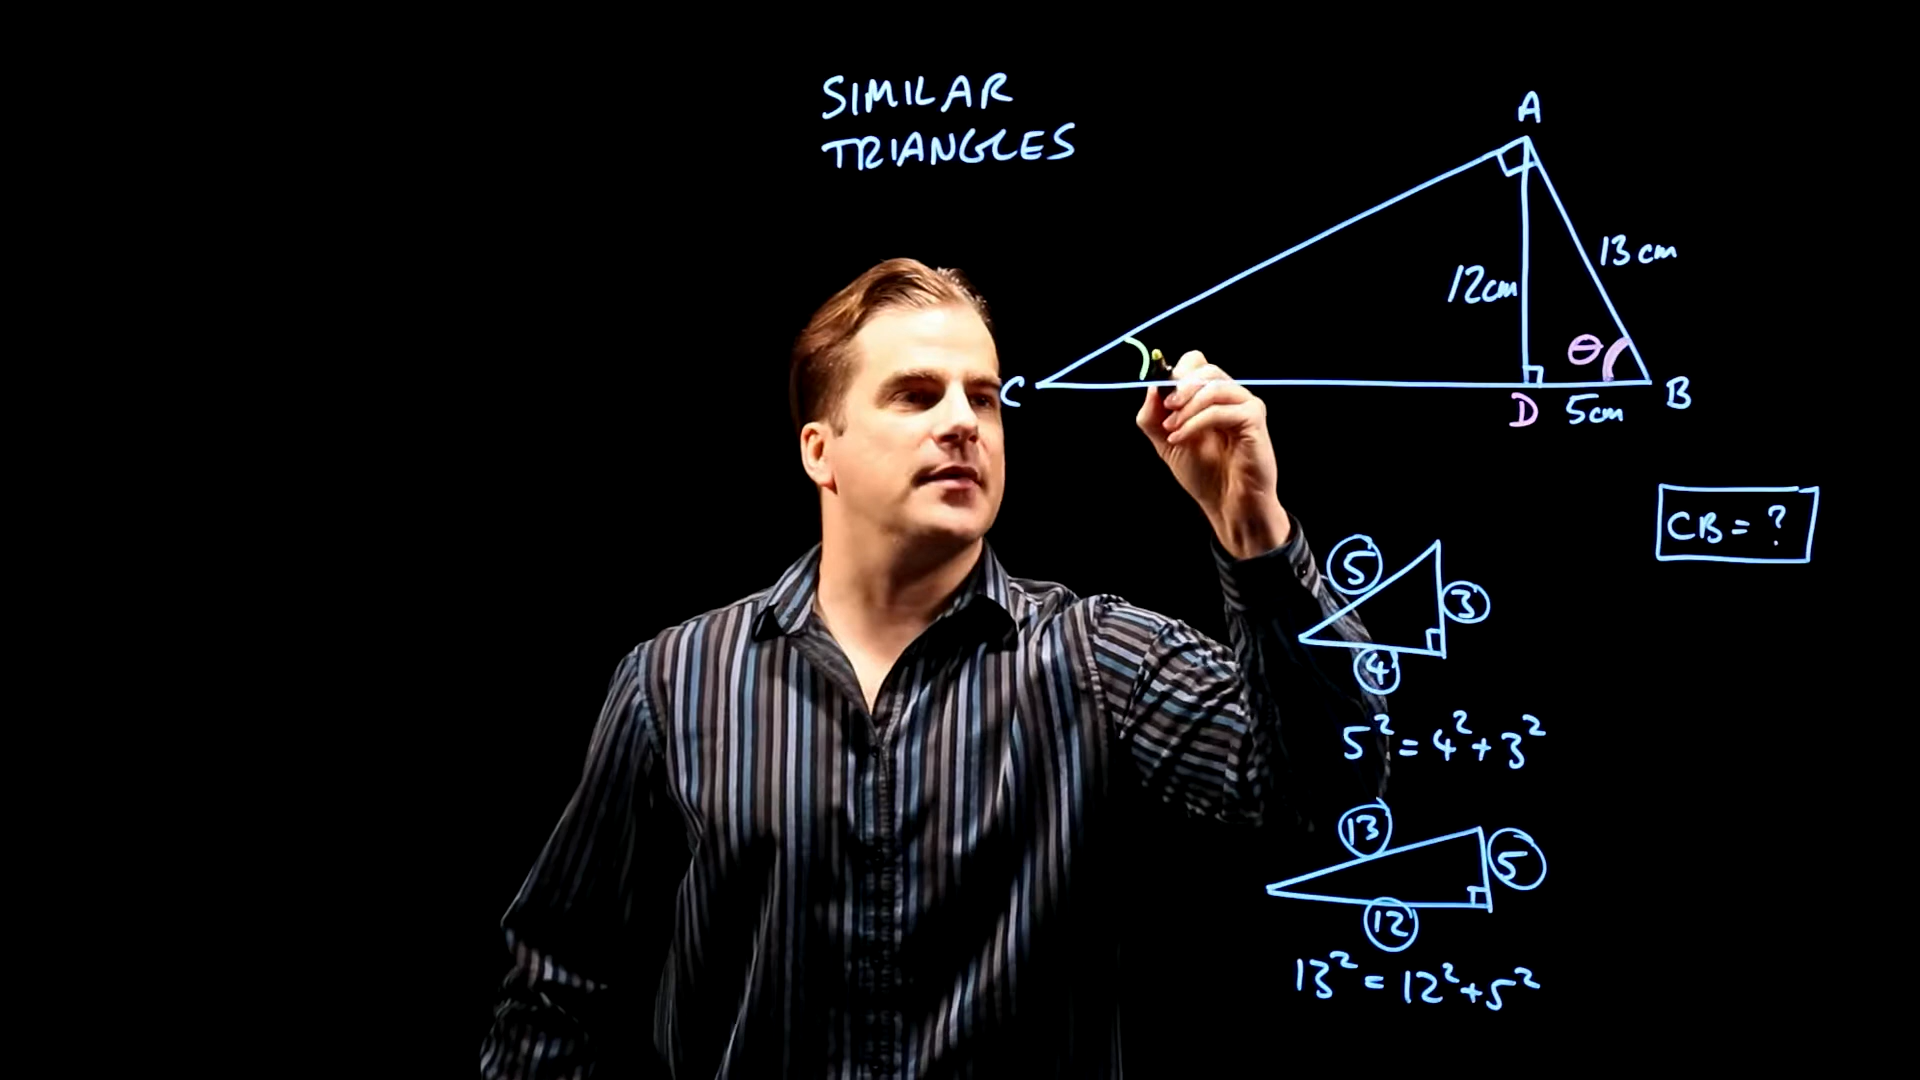 SIMILAR
TRIANGLES
A
13cm
12cm
θ
C
D
5cm
B
CB = ?
5
3
4
5² = 4² + 3²
13
5
12
13² = 12² + 5²